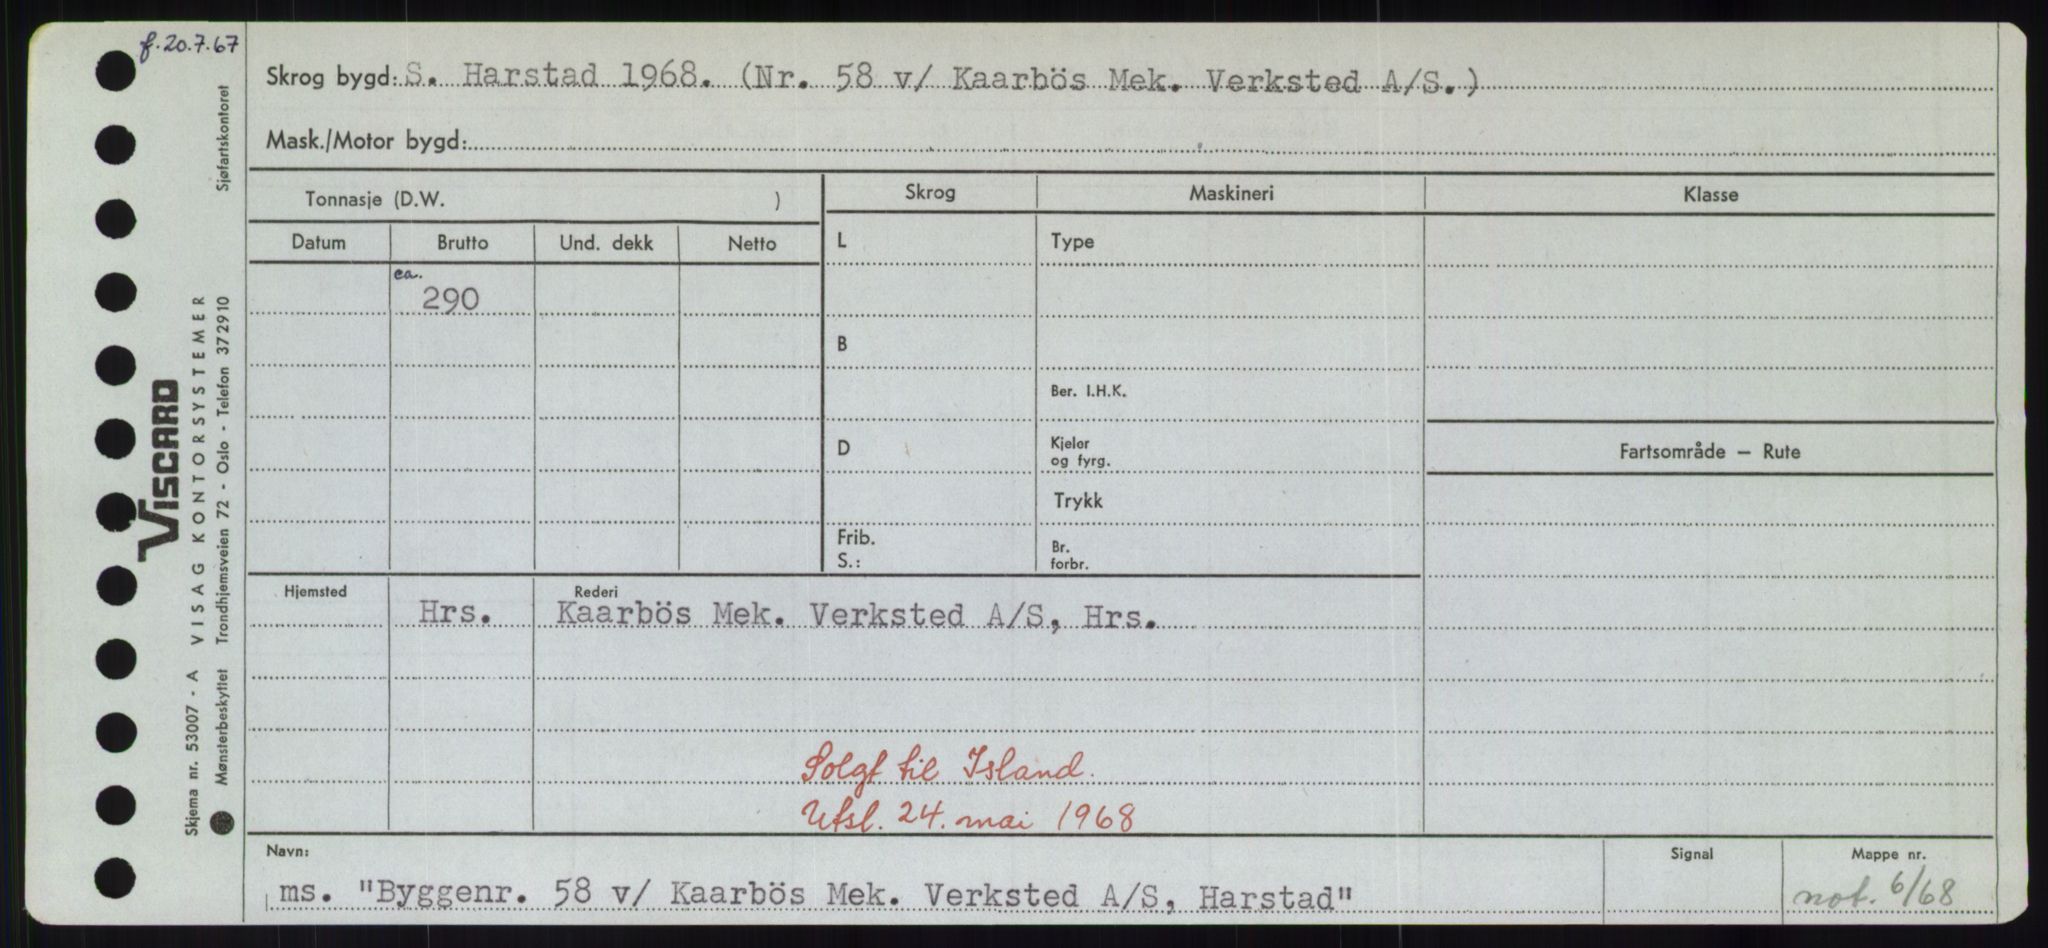 f. 20.7.67
Skrog bygd: S. Harstad 1968. (Nr. 58 v/ Kaarbös Mek. Verksted A/S.)
Mask./Motor bygd:
Tonnasje (D.W. )
Skrog
Maskineri
Klasse
Datum
Brutto
Und. dekk
Netto
L
Type
ca.
290
B
Ber. I.H.K.
D
Kjeler
og fyrg.
Fartsområde — Rute
Trykk
Frib.
S.:
Br.
forbr.
Hjemsted
Hrs.
Rederi
Kaarbös Mek. Verksted A/S, Hrs.
Solgt til Island.
Utsl. 24. mai 1968
Navn:
ms. "Byggenr. 58 v/ Kaarbös Mek. Verksted A/S, Harstad"
Signal
Mappe nr.
not. 6/68
VISCARD
Skjema nr. 53007 - A VISAG KONTORSYSTEMER
Mønsterbeskyttet Trondhjemsveien 72 - Oslo - Telefon 372910 Sjøfartskontoret